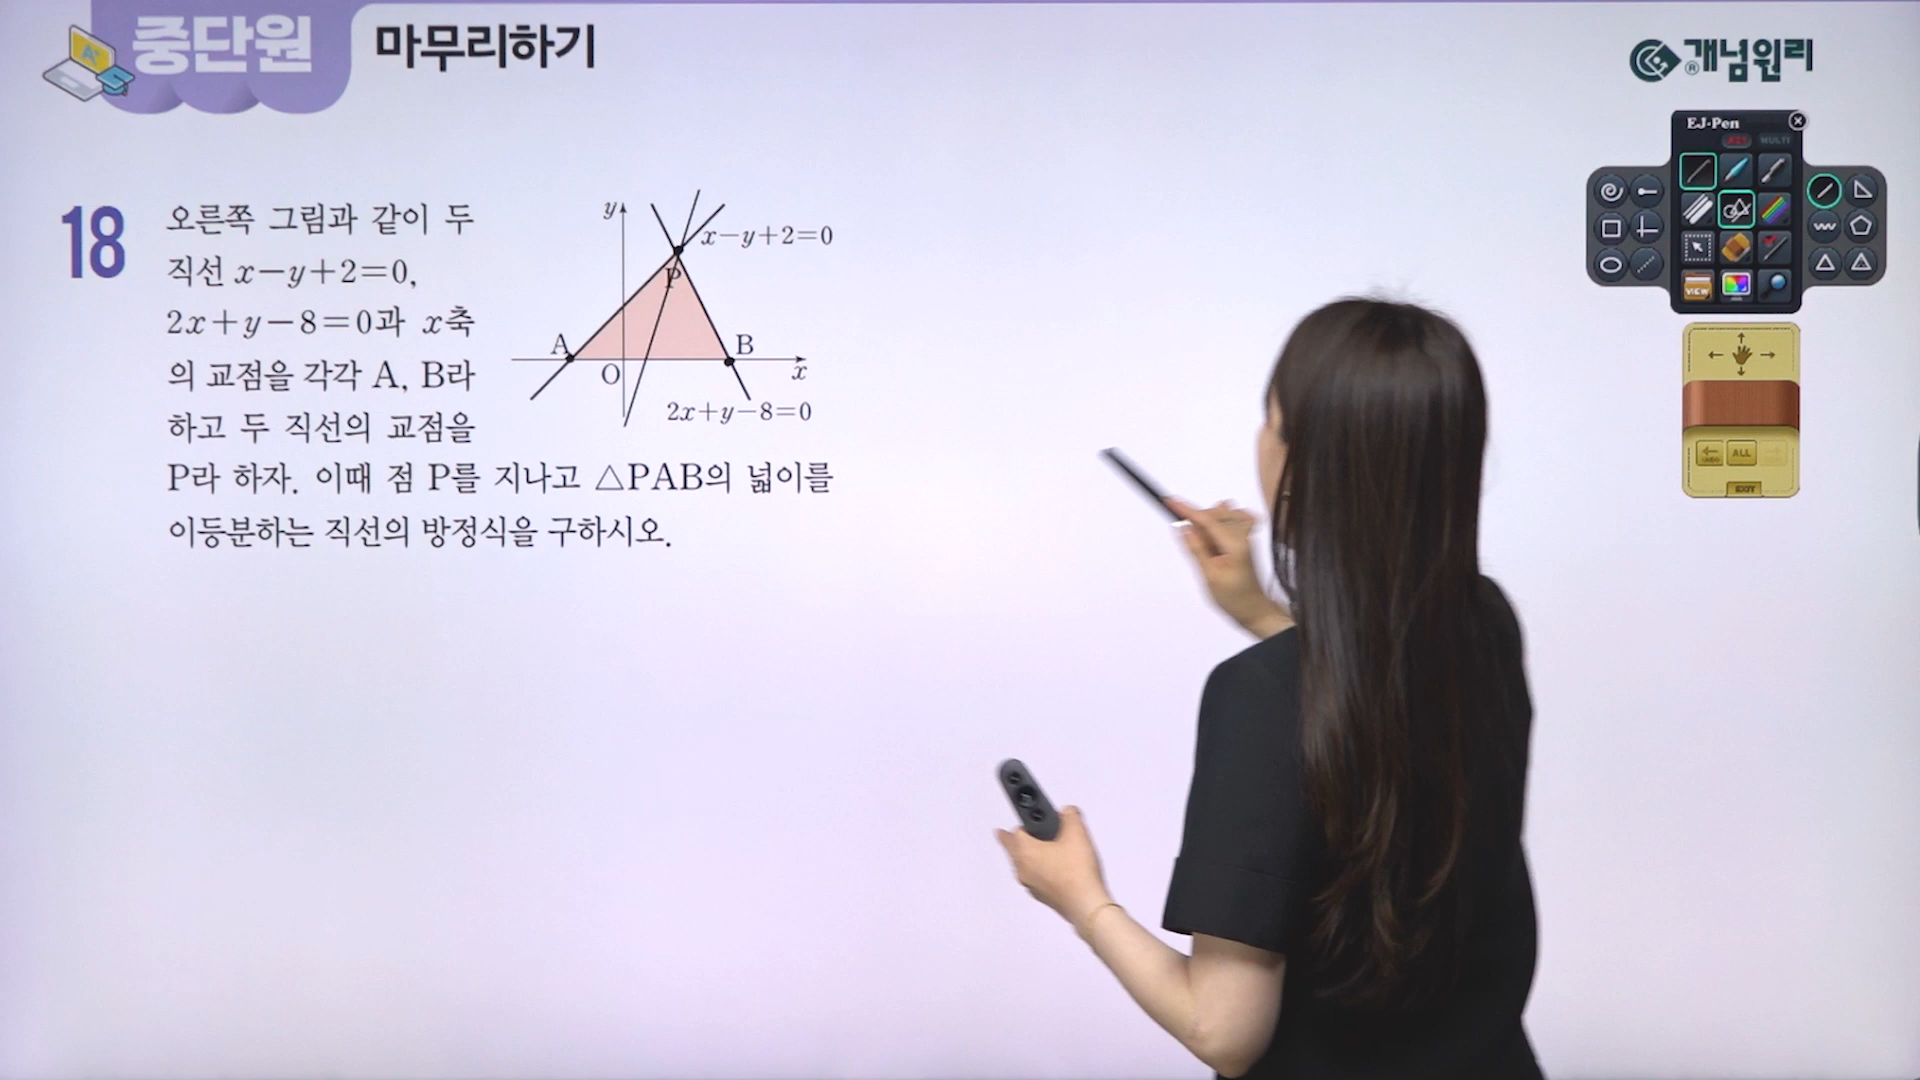 중단원 마무리하기
개념원리
EJ-Pen
MULTI
VIEW
ALL
EXIT
18
오른쪽 그림과 같이 두
직선 x-y+2=0,
2x+y-8=0과 x축
의 교점을 각각 A, B라
하고 두 직선의 교점을
P라 하자. 이때 점 P를 지나고 △PAB의 넓이를
이등분하는 직선의 방정식을 구하시오.
y
x-y+2=0
P
A
B
O
x
2x+y-8=0